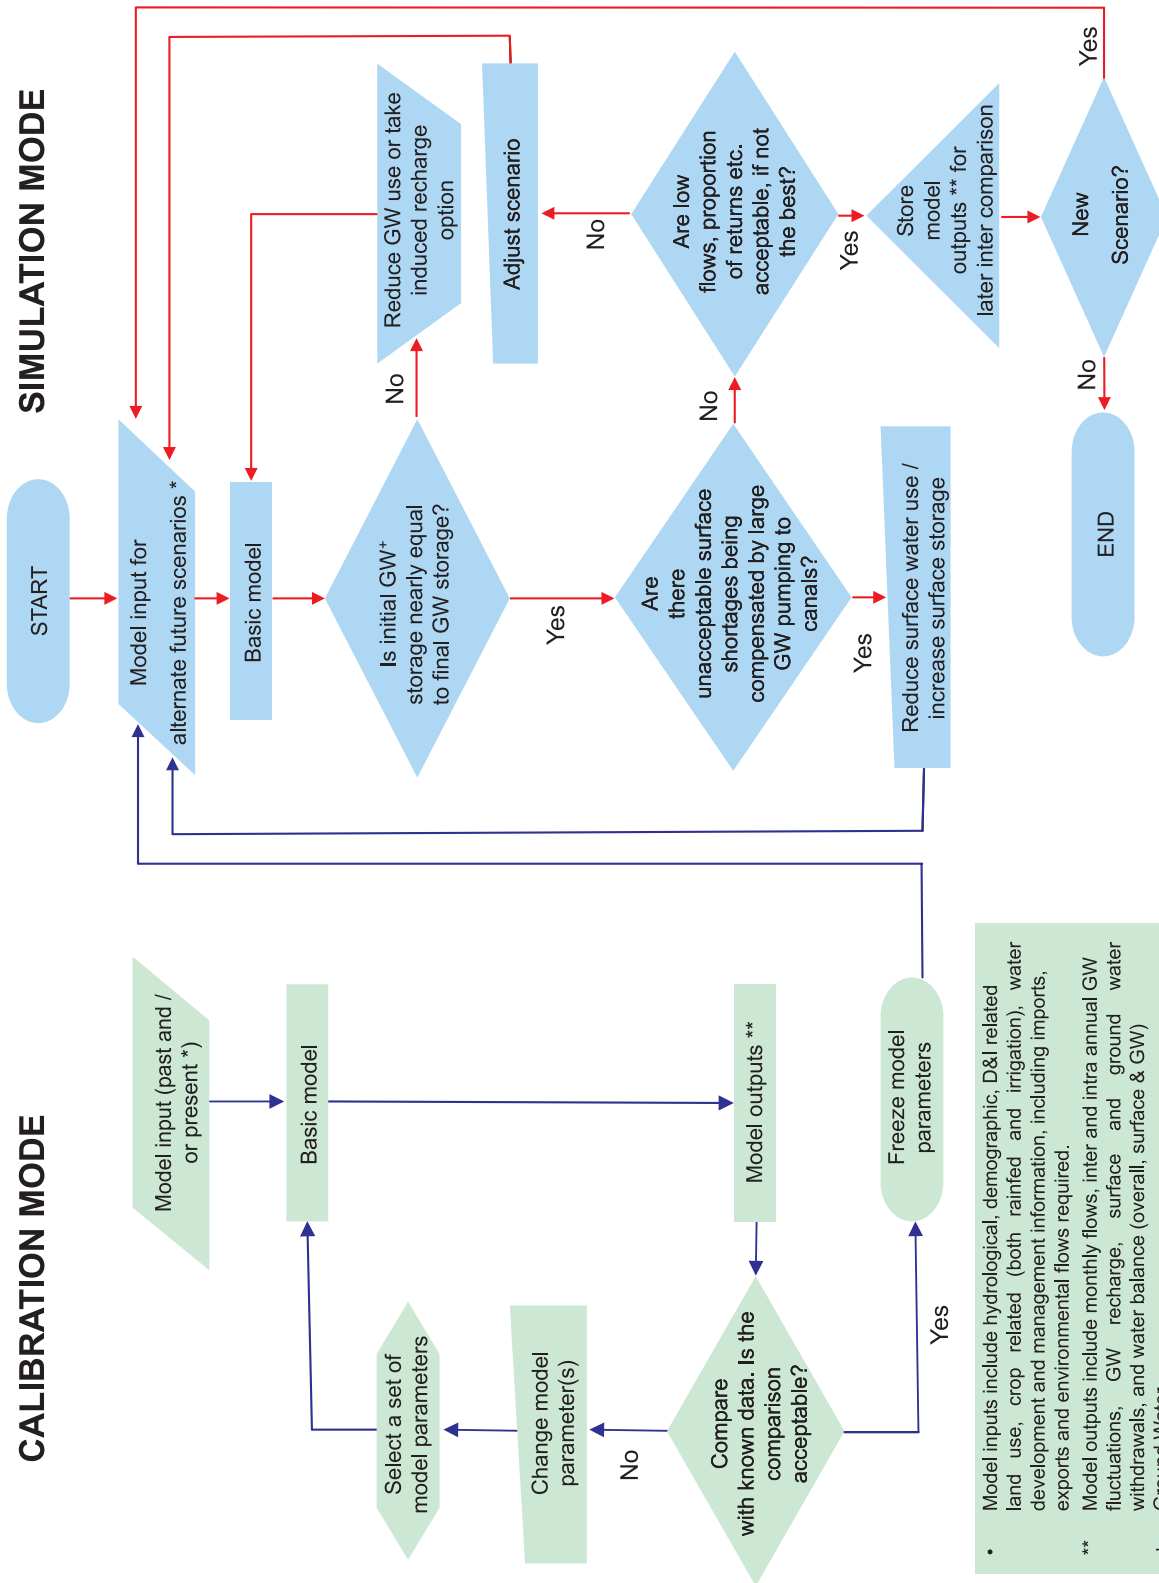 CALIBRATION MODE
Model input (past and /
or present *)
Basic model
Select a set of
model parameters
Change model
parameter(s)
No
Model outputs **
Compare
with known data. Is the
comparison
acceptable?
Yes
Freeze model
parameters
•
Model inputs include hydrological, demographic, D&I related
land use, crop related (both rainfed and irrigation), water
development and management information, including imports,
exports and environmental flows required.
**
Model outputs include monthly flows, inter and intra annual GW
fluctuations, GW recharge, surface and ground water
withdrawals, and water balance (overall, surface & GW)
Ground Water
SIMULATION MODE
START
Model input for
alternate future scenarios *
Basic model
Is initial GW+
storage nearly equal
to final GW storage?
No
Reduce GW use or take
induced recharge
option
Yes
Adjust scenario
No
Are
there
unacceptable surface
shortages being
compensated by large
GW pumping to
canals?
No
Are low
flows, proportion
of returns etc.
acceptable, if not
the best?
Yes
Reduce surface water use /
increase surface storage
Yes
Store
model
outputs ** for
later inter comparison
New
Scenario?
Yes
No
END